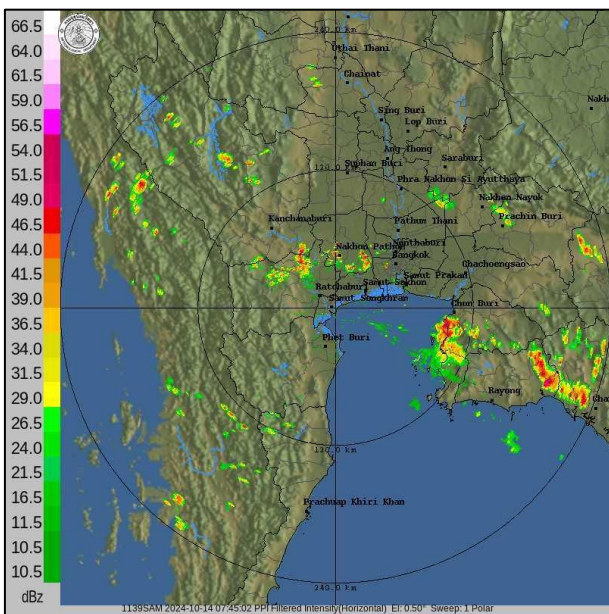 66.5
64.0
61.5
59.0
56.5
54.0
51.5
49.0
46.5
44.0
41.5
39.0
36.5
34.0
31.5
29.0
26.5
24.0
21.5
16.5
11.5
10.5
dBz
Uthai Thani
Chainat
Sing Buri
Lop Buri
Ang Thong
Saraburi
Suphan Buri
120.0 km
Phra Nakhon Si Ayutthaya
Nakhon Nayok
Prachin Buri
Kanchanaburi
Pathum Thani
Nakhon Pathom
Nonthaburi
Bangkok
Chachoengsao
Samut Prakan
Ratchaburi
Samut Sakhon
Samut Songkhram
Chon Buri
Phet Buri
Rayong
Cha
120.0 km
Prachuap Khiri Khan
240.0 km
1139SAM 2024-10-14 07:45:02 PPI Filtered Intensity(Horizontal) El: 0.50° Sweep: 1 Polar